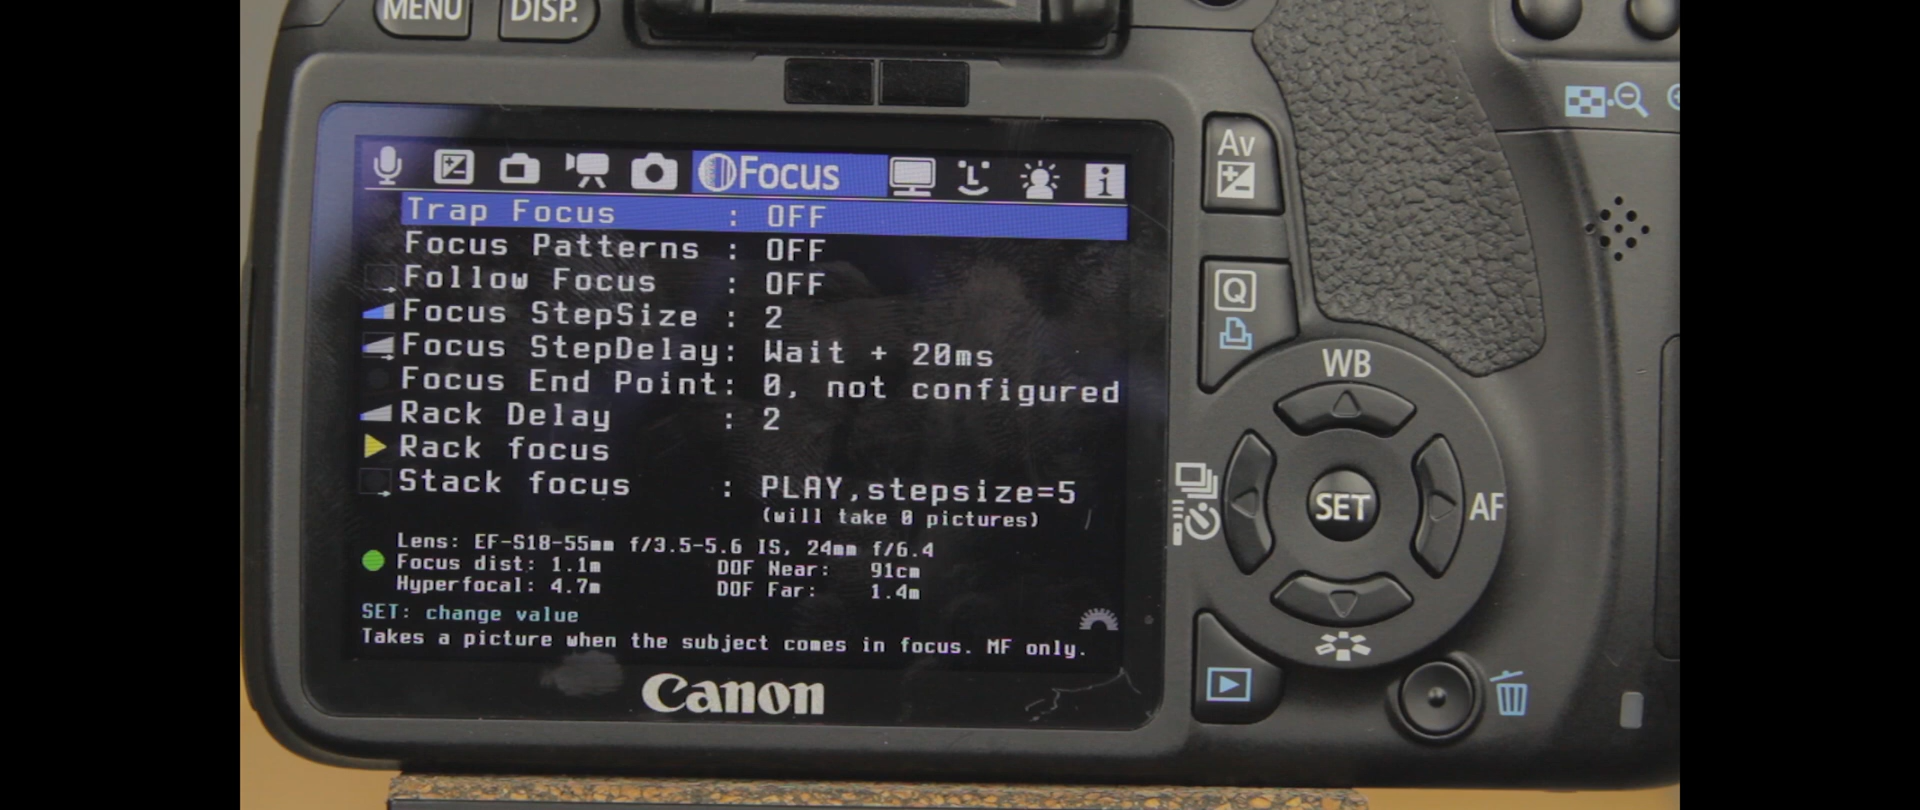 MENU DISP.
Focus
Trap Focus : OFF
Focus Patterns : OFF
Follow Focus : OFF
Focus StepSize : 2
Focus StepDelay: Wait + 20ms
Focus End Point: 0, not configured
Rack Delay : 2
Rack focus
Stack focus : PLAY,stepsize=5
(will take 0 pictures)
Lens: EF-S18-55mm f/3.5-5.6 IS, 24mm f/6.4
Focus dist: 1.1m DOF Near: 91cm
Hyperfocal: 4.7m DOF Far: 1.4m
SET: change value
Takes a picture when the subject comes in focus. MF only.
Canon
Av
Q
WB
SET
AF